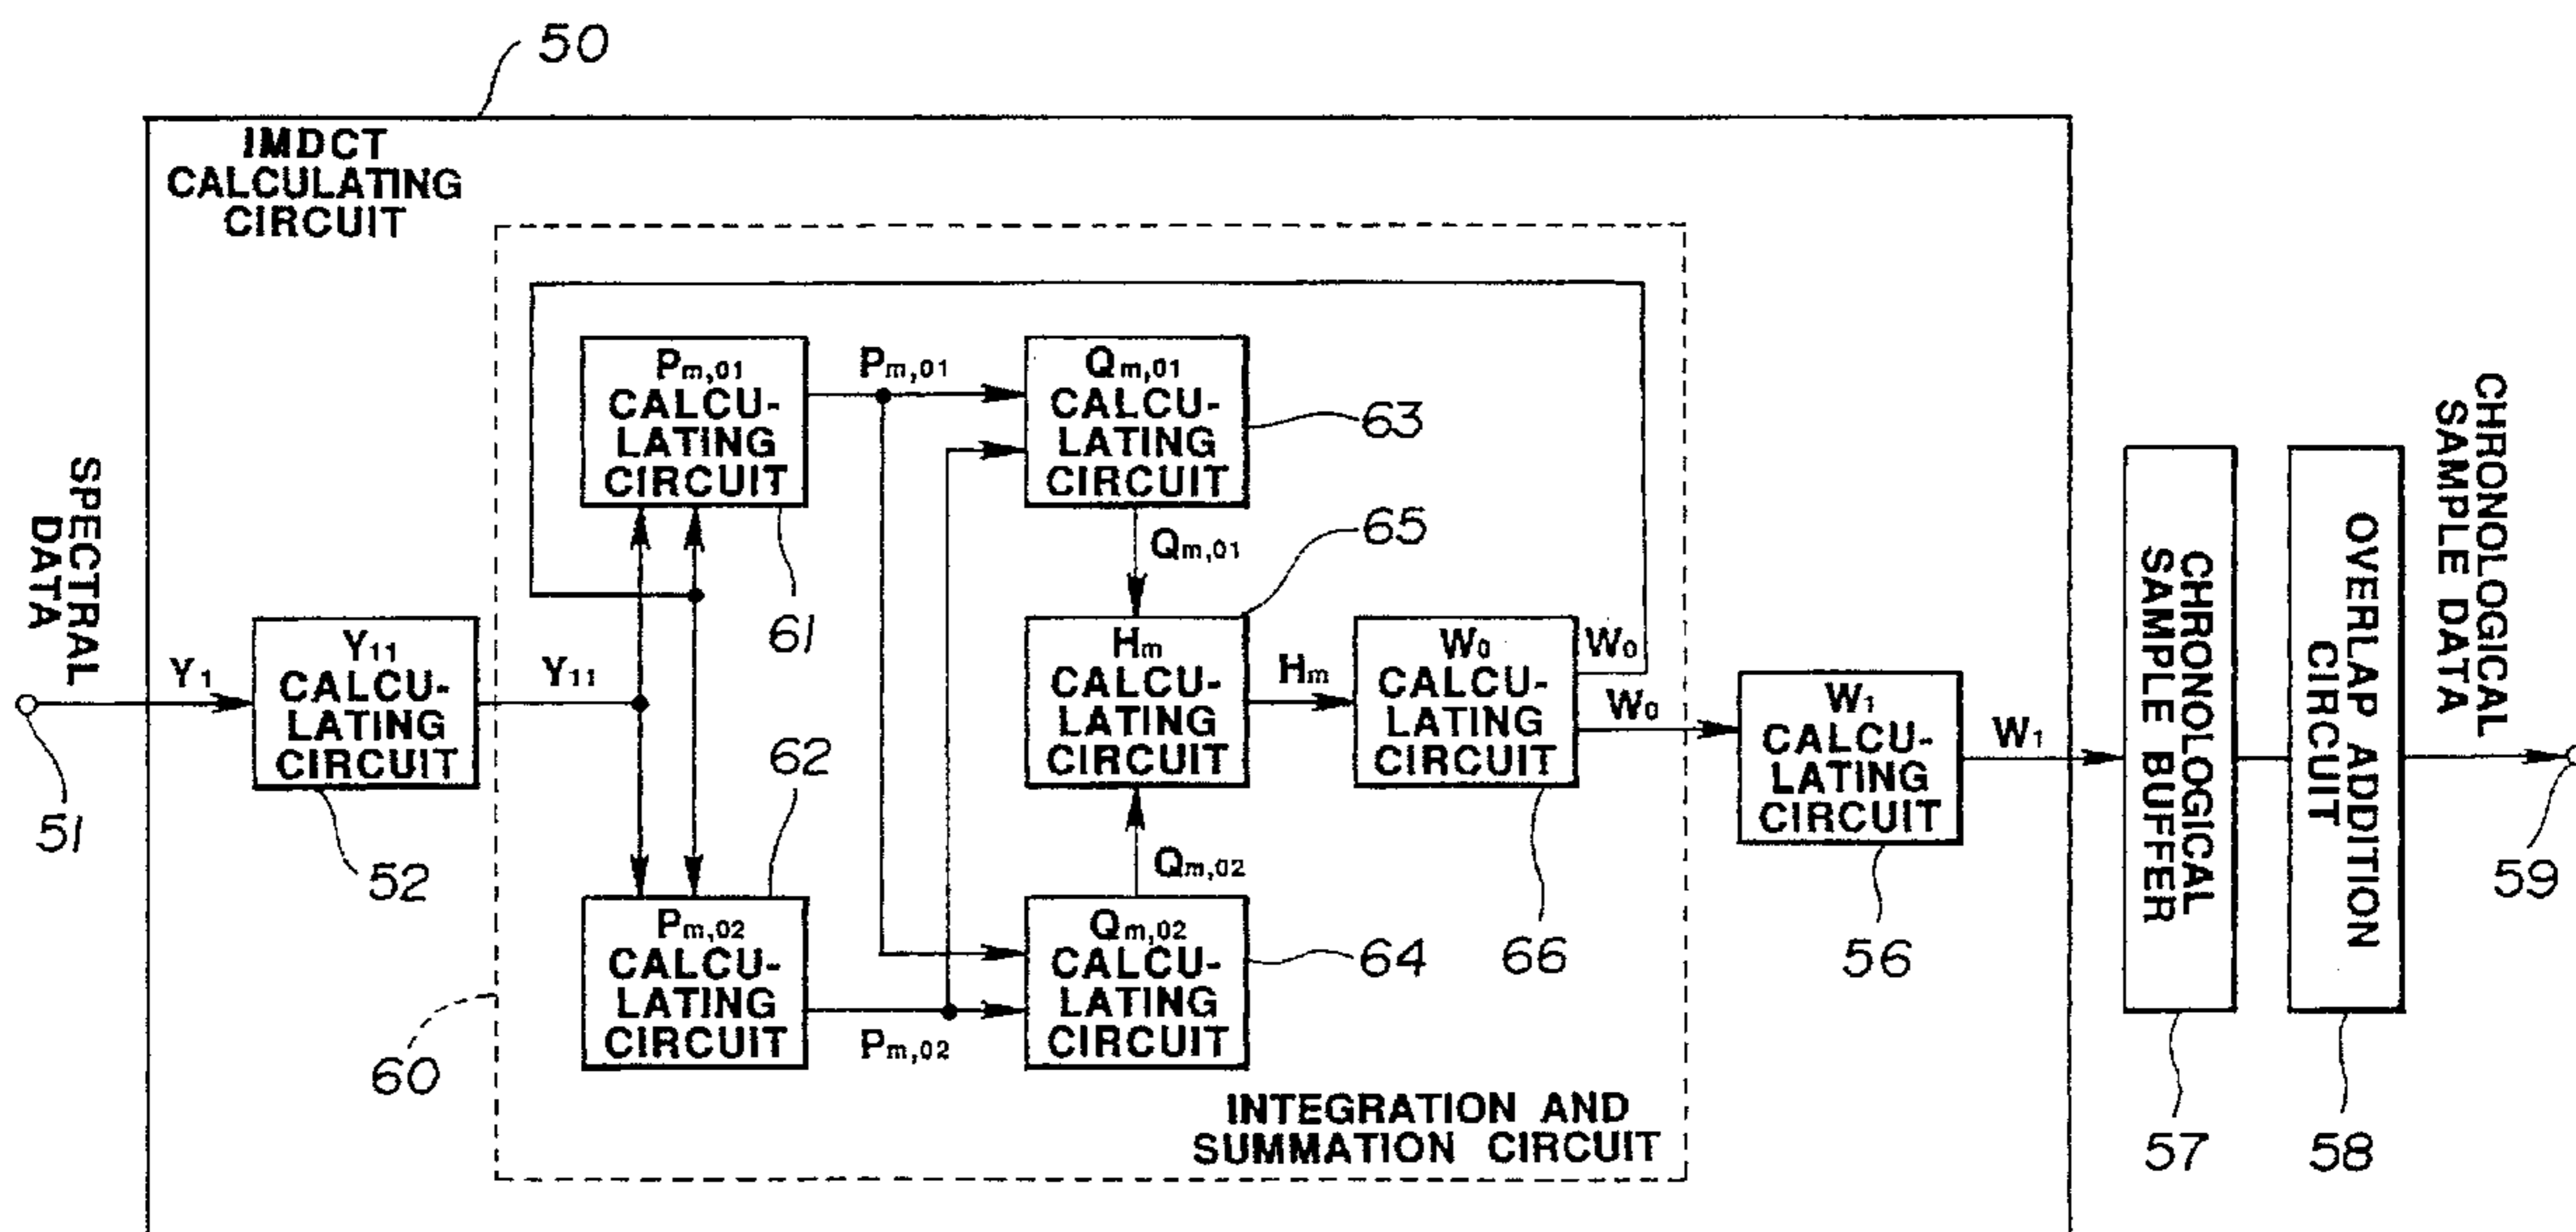 50
IMDCT
CALCULATING
CIRCUIT
SPECTRAL
DATA
51
Y₁
Y₁₁
CALCU-
LATING
CIRCUIT
52
Y₁₁
60
Pm,01
CALCU-
LATING
CIRCUIT
61
Pm,01
Qm,01
CALCU-
LATING
CIRCUIT
63
Qm,01
65
Hm
CALCU-
LATING
CIRCUIT
Hm
W₀
CALCU-
LATING
CIRCUIT
66
W₀
W₀
62
Pm,02
CALCU-
LATING
CIRCUIT
Pm,02
Qm,02
Qm,02
CALCU-
LATING
CIRCUIT
64
INTEGRATION AND
SUMMATION CIRCUIT
W₁
CALCU-
LATING
CIRCUIT
56
W₁
CHRONOLOGICAL
SAMPLE BUFFER
57
OVERLAP ADDITION
CIRCUIT
58
CHRONOLOGICAL
SAMPLE DATA
59